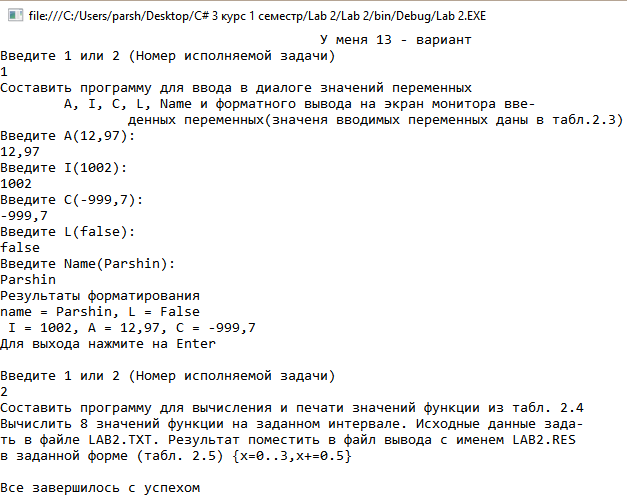 file:///C:/Users/parsh/Desktop/C# 3 курс 1 семестр/Lab 2/Lab 2/bin/Debug/Lab 2.EXE
У меня 13 - вариант
Введите 1 или 2 (Номер исполняемой задачи)
1
Составить программу для ввода в диалоге значений переменных
A, I, C, L, Name и форматного вывода на экран монитора вве-
денных переменных(значеня вводимых переменных даны в табл.2.3)
Введите A(12,97):
12,97
Введите I(1002):
1002
Введите C(-999,7):
-999,7
Введите L(false):
false
Введите Name(Parshin):
Parshin
Результаты форматирования
name = Parshin, L = False
I = 1002, A = 12,97, C = -999,7
Для выхода нажмите на Enter
Введите 1 или 2 (Номер исполняемой задачи)
2
Составить программу для вычисления и печати значений функции из табл. 2.4
Вычислить 8 значений функции на заданном интервале. Исходные данные зада-
ть в файле LAB2.TXT. Результат поместить в файл вывода с именем LAB2.RES
в заданной форме (табл. 2.5) {x=0..3,x+=0.5}
Все завершилось с успехом